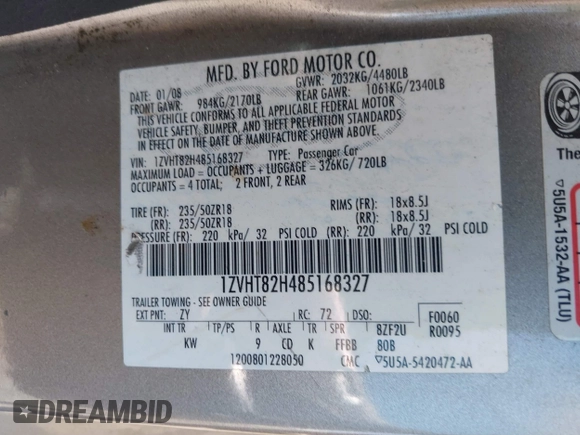 MFD. BY FORD MOTOR CO.
DATE: 01/08 GVWR: 2032KG/4480LB
FRONT GAWR: 984KG/2170LB REAR GAWR: 1061KG/2340LB
THIS VEHICLE CONFORMS TO ALL APPLICABLE FEDERAL MOTOR
VEHICLE SAFETY, BUMPER, AND THEFT PREVENTION STANDARDS
IN EFFECT ON THE DATE OF MANUFACTURE SHOWN ABOVE.
VIN: 1ZVHT82H485168327 TYPE: Passenger Car
MAXIMUM LOAD = OCCUPANTS + LUGGAGE = 326KG/720LB
OCCUPANTS = 4 TOTAL: 2 FRONT, 2 REAR
TIRE (FR): 235/50ZR18 RIMS (FR): 18x8.5J
(RR): 235/50ZR18 (RR): 18x8.5J
PRESSURE (FR): 220 kPa/ 32 PSI COLD (RR): 220 kPa/ 32 PSI COLD
1ZVHT82H485168327
TRAILER TOWING - SEE OWNER GUIDE
EXT PNT: ZY RC: 72 DSO: F0060
INT TR TP/PS R AXLE TR SPR 8ZF2U R0095
KW 9 CD K FFBB 80B
1200801228050 CMC ▽5U5A-5420472-AA
The
▽5U5A-1532-AA (TLU)
DREAMBID